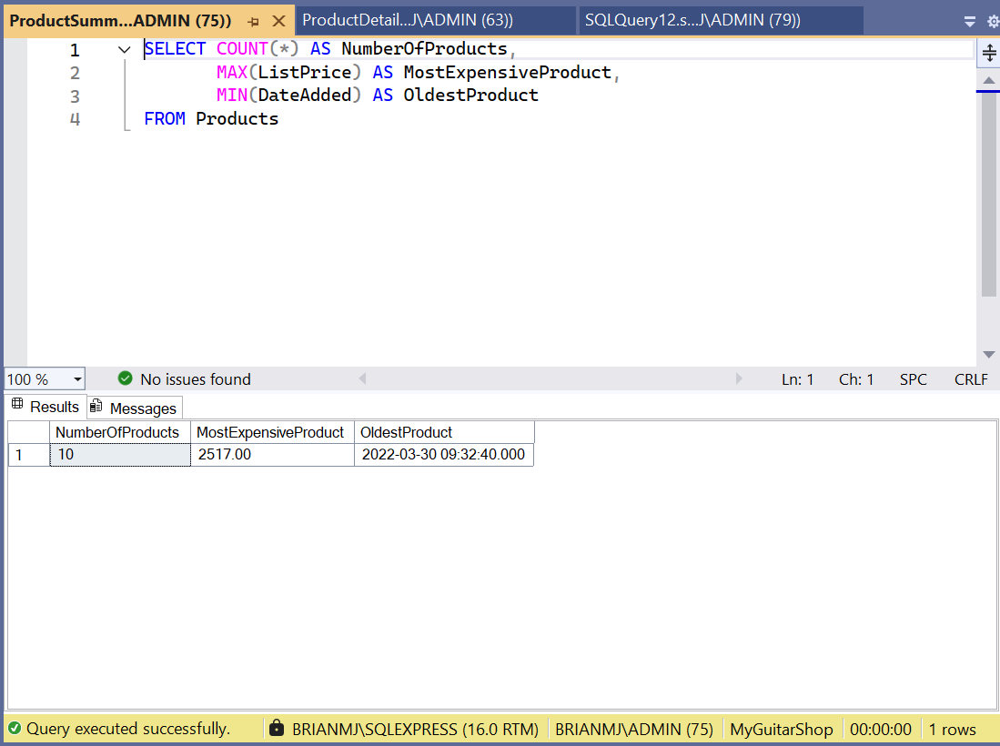 ProductSumm...ADMIN (75)) ProductDetail...J\ADMIN (63)) SQLQuery12.s...J\ADMIN (79))
1 SELECT COUNT(*) AS NumberOfProducts,
2 MAX(ListPrice) AS MostExpensiveProduct,
3 MIN(DateAdded) AS OldestProduct
4 FROM Products
100 % No issues found Ln: 1 Ch: 1 SPC CRLF
Results Messages
NumberOfProducts MostExpensiveProduct OldestProduct
1 10 2517.00 2022-03-30 09:32:40.000
Query executed successfully. BRIANMJ\SQLEXPRESS (16.0 RTM) BRIANMJ\ADMIN (75) MyGuitarShop 00:00:00 1 rows